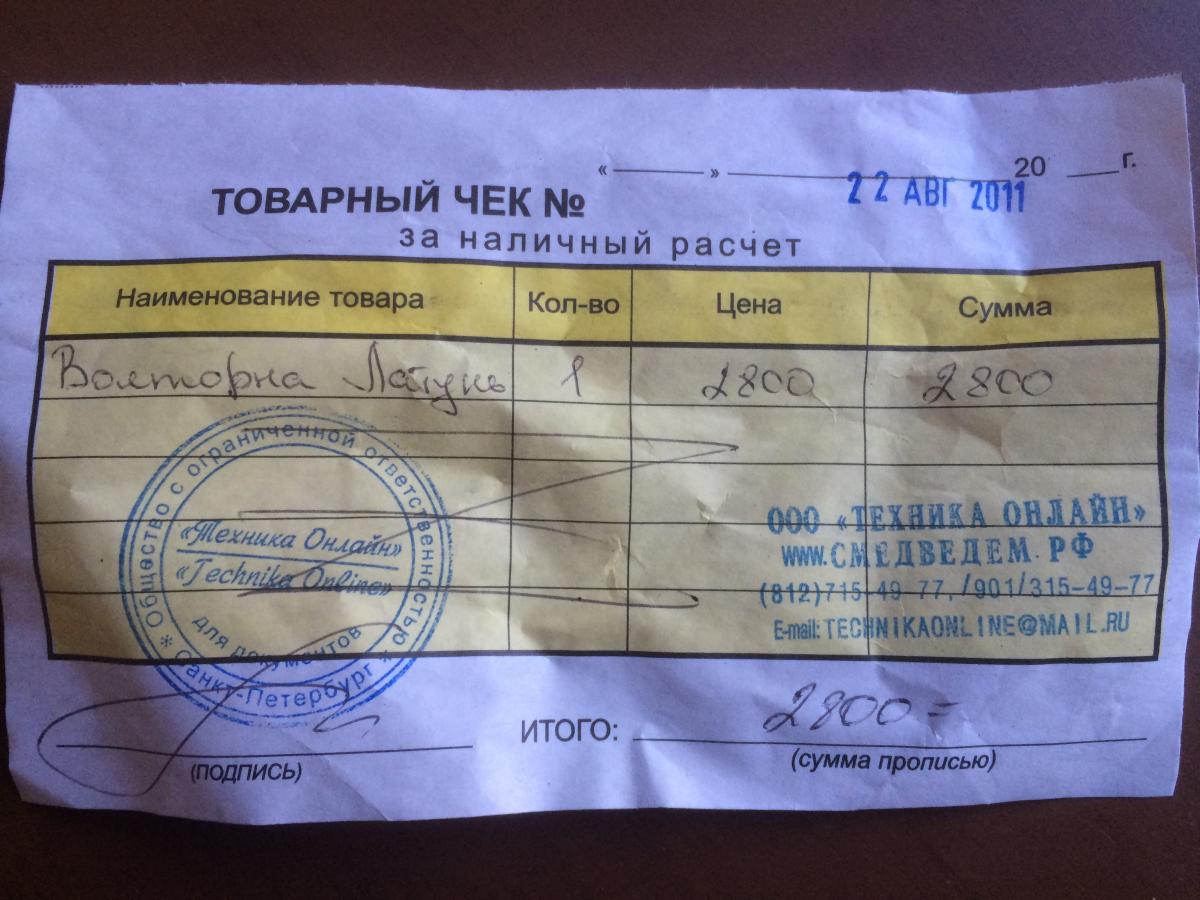 « » 20 г.
22 АВГ 2011
ТОВАРНЫЙ ЧЕК №
за наличный расчет
Наименование товара Кол-во Цена Сумма
Волторна Латунь 1 2800 2800
Общество с ограниченной ответственностью
«Техника Онлайн»
«Technika Online»
для документов
* Санкт-Петербург *
ООО «ТЕХНИКА ОНЛАЙН»
www.СМЕДВЕДЕМ.РФ
(812)715-49-77,/901/315-49-77
E-mail: TECHNIKAONLINE@MAIL.RU
ИТОГО: 2800=
(подпись) (сумма прописью)